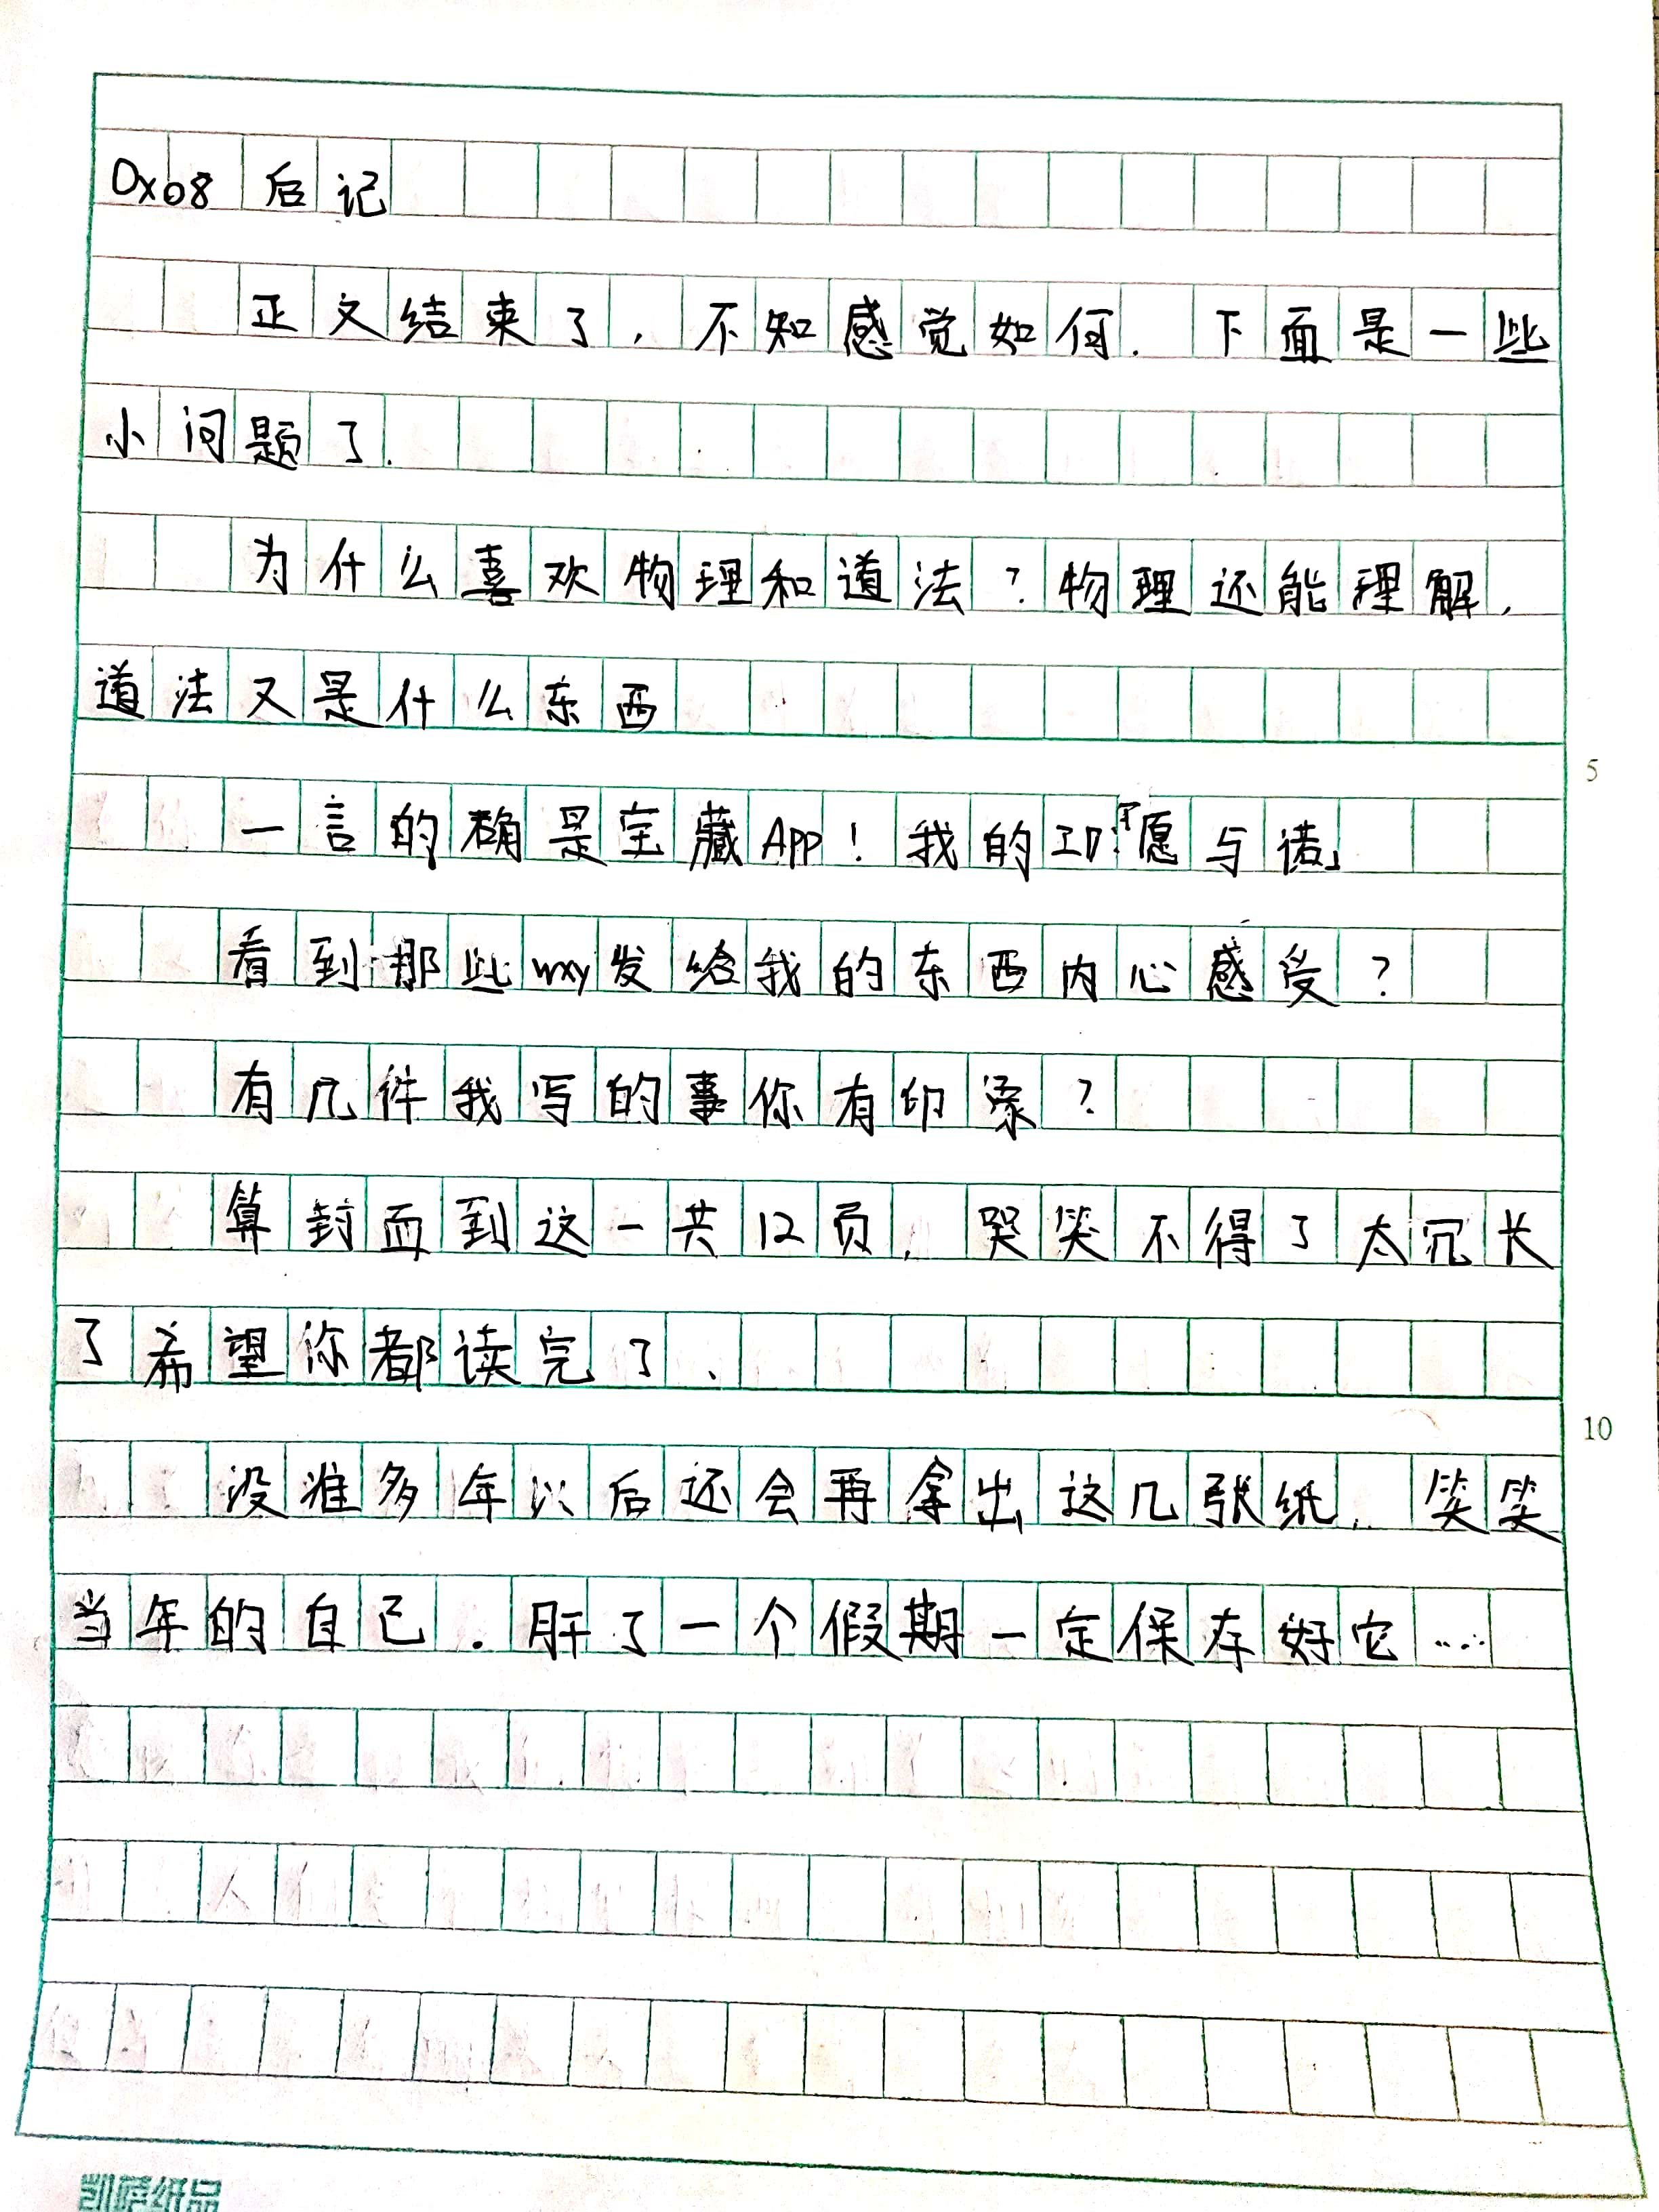 0x08 后记
正文结束了，不知感觉如何．下面是一些
小问题了．
为什么喜欢物理和道法？物理还能理解，
道法又是什么东西
5
一言的确是宝藏APP！我的ID：「愿与诺」
看到那些wxy发给我的东西内心感受？
有几件我写的事你有印象？
算封面到这一共12页，哭笑不得了太冗长
了希望你都读完了．
10
没准多年以后还会再拿出这几张纸，笑笑
当年的自己．肝了一个假期一定保存好它……